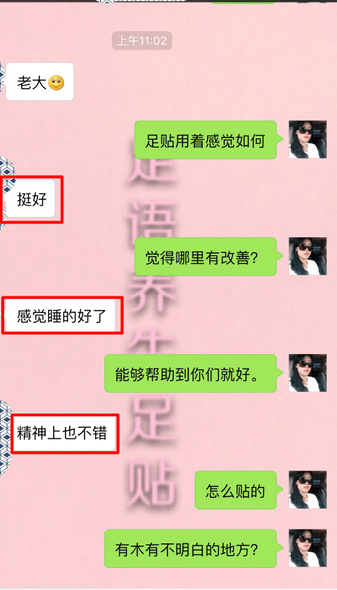 上午11:02
老大
足贴用着感觉如何
挺好
觉得哪里有改善?
感觉睡的好了
能够帮助到你们就好。
精神上也不错
怎么贴的
有木有不明白的地方?
足语养生足贴